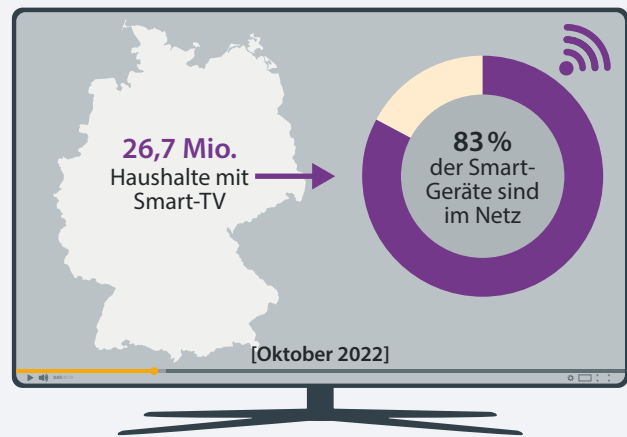 26,7 Mio.
Haushalte mit
Smart-TV
83 %
der Smart-
Geräte sind
im Netz
[Oktober 2022]